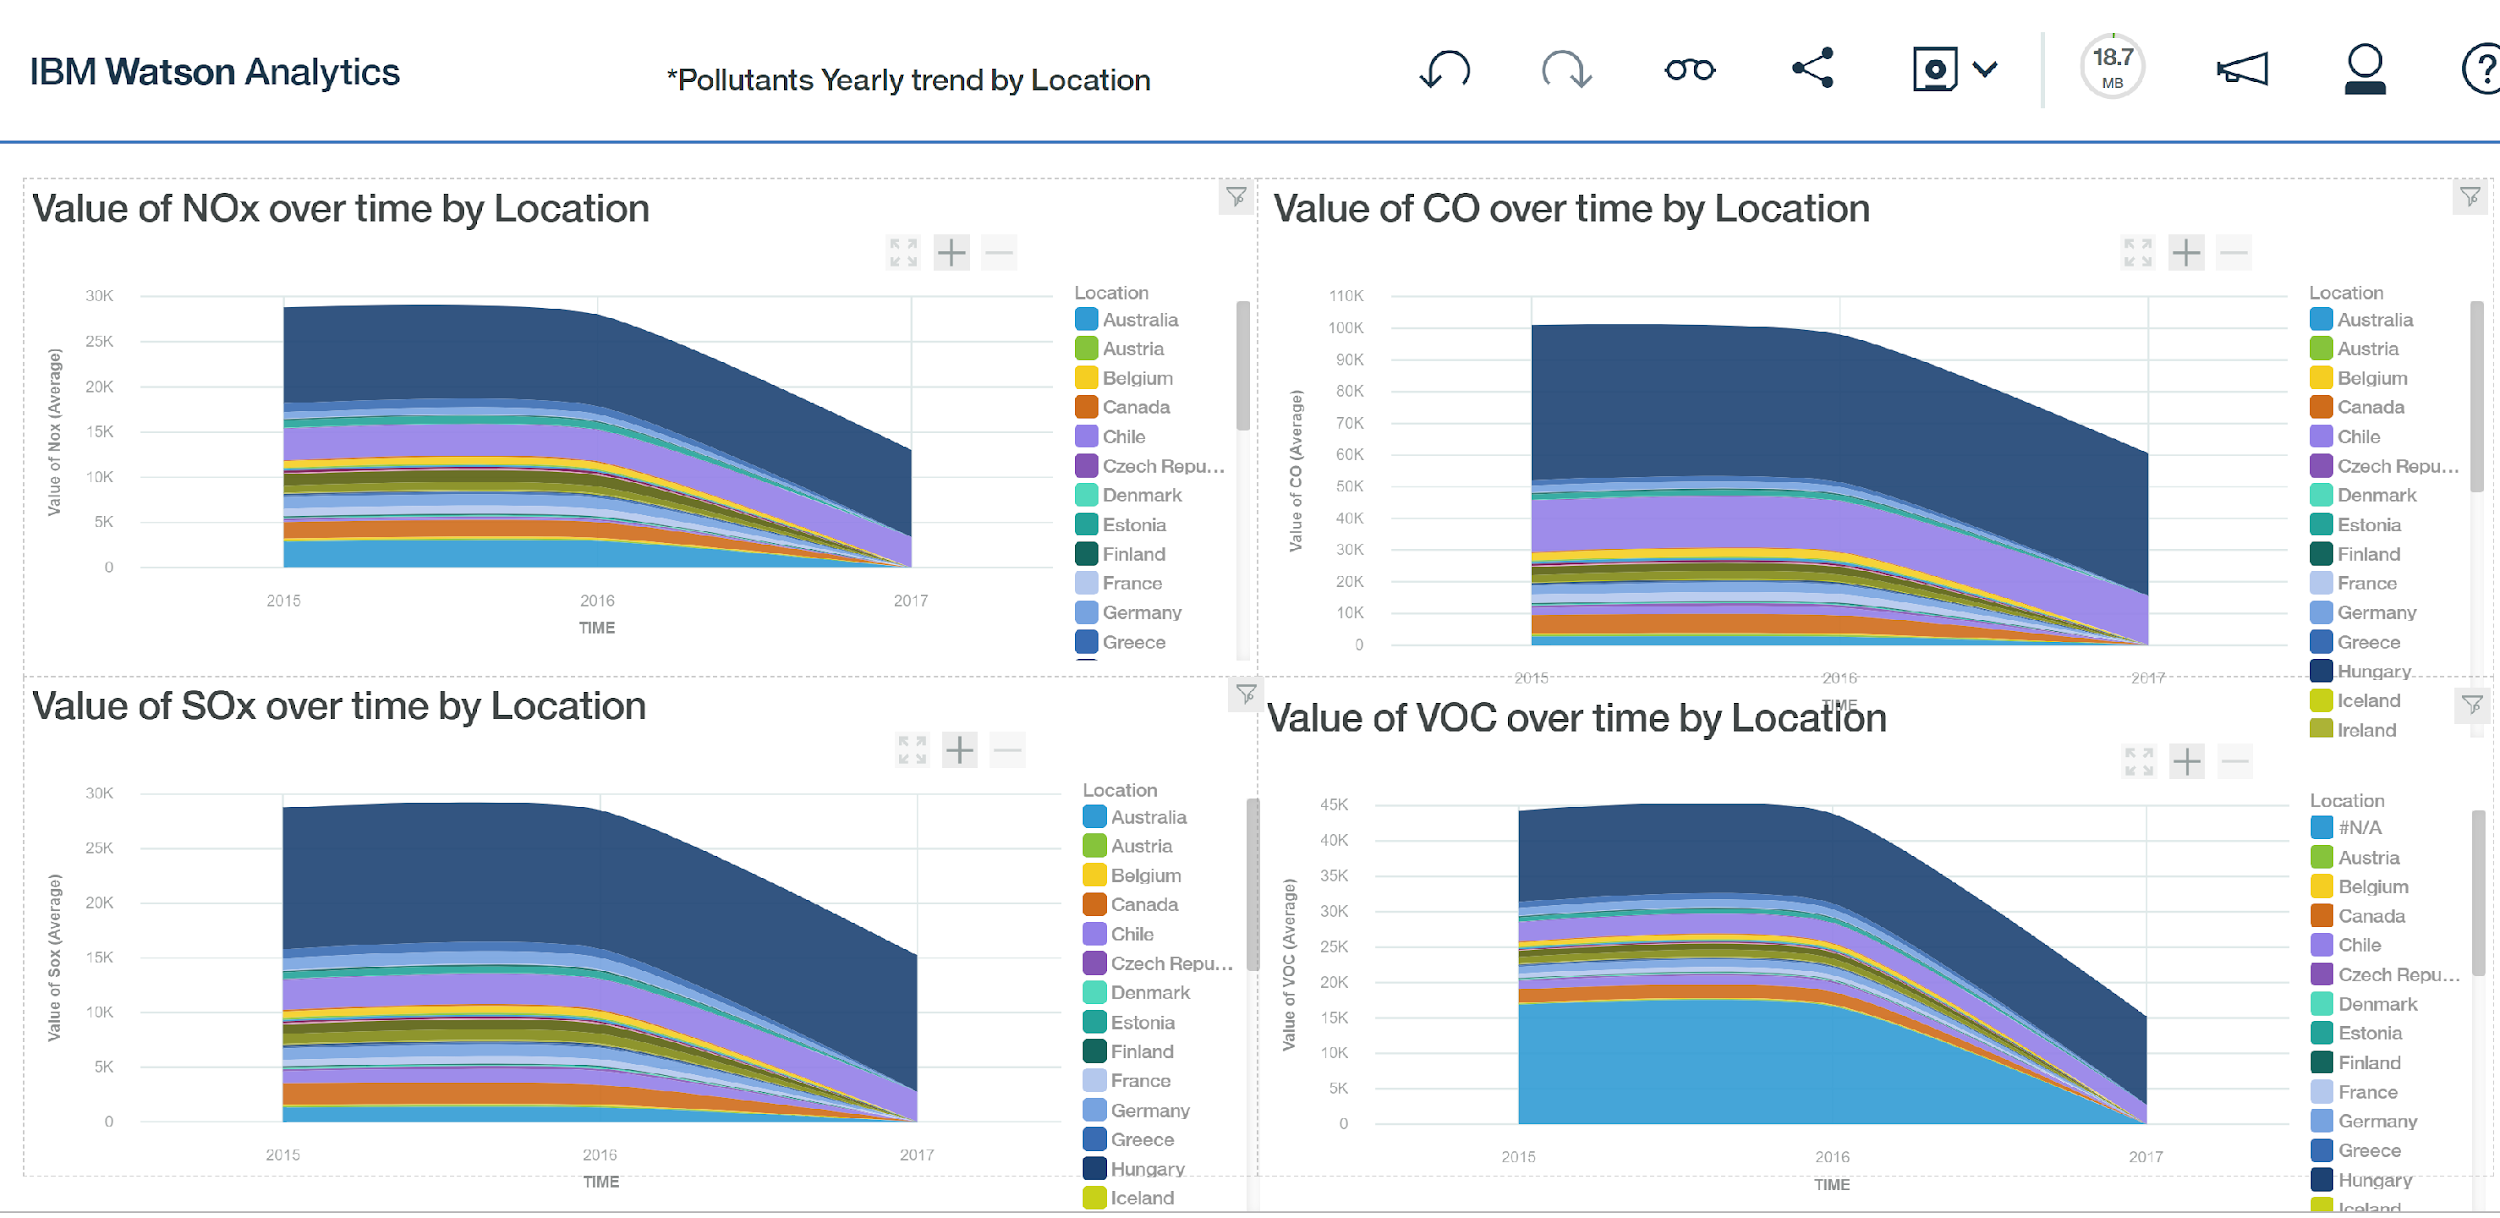 IBM Watson Analytics
*Pollutants Yearly trend by Location
18.7
MB
?
Value of NOx over time by Location
Value of Nox (Average)
30K
25K
20K
15K
10K
5K
0
2015 2016 2017
TIME
Location
Australia
Austria
Belgium
Canada
Chile
Czech Repu...
Denmark
Estonia
Finland
France
Germany
Greece
Value of CO over time by Location
Value of CO (Average)
110K
100K
90K
80K
70K
60K
50K
40K
30K
20K
10K
0
2015 2016 2017
TIME
Location
Australia
Austria
Belgium
Canada
Chile
Czech Repu...
Denmark
Estonia
Finland
France
Germany
Greece
Hungary
Iceland
Ireland
Value of SOx over time by Location
Value of Sox (Average)
30K
25K
20K
15K
10K
5K
0
2015 2016 2017
TIME
Location
Australia
Austria
Belgium
Canada
Chile
Czech Repu...
Denmark
Estonia
Finland
France
Germany
Greece
Hungary
Iceland
Value of VOC over time by Location
Value of VOC (Average)
45K
40K
35K
30K
25K
20K
15K
10K
5K
0
2015 2016 2017
TIME
Location
#N/A
Austria
Belgium
Canada
Chile
Czech Repu...
Denmark
Estonia
Finland
France
Germany
Greece
Hungary
Iceland